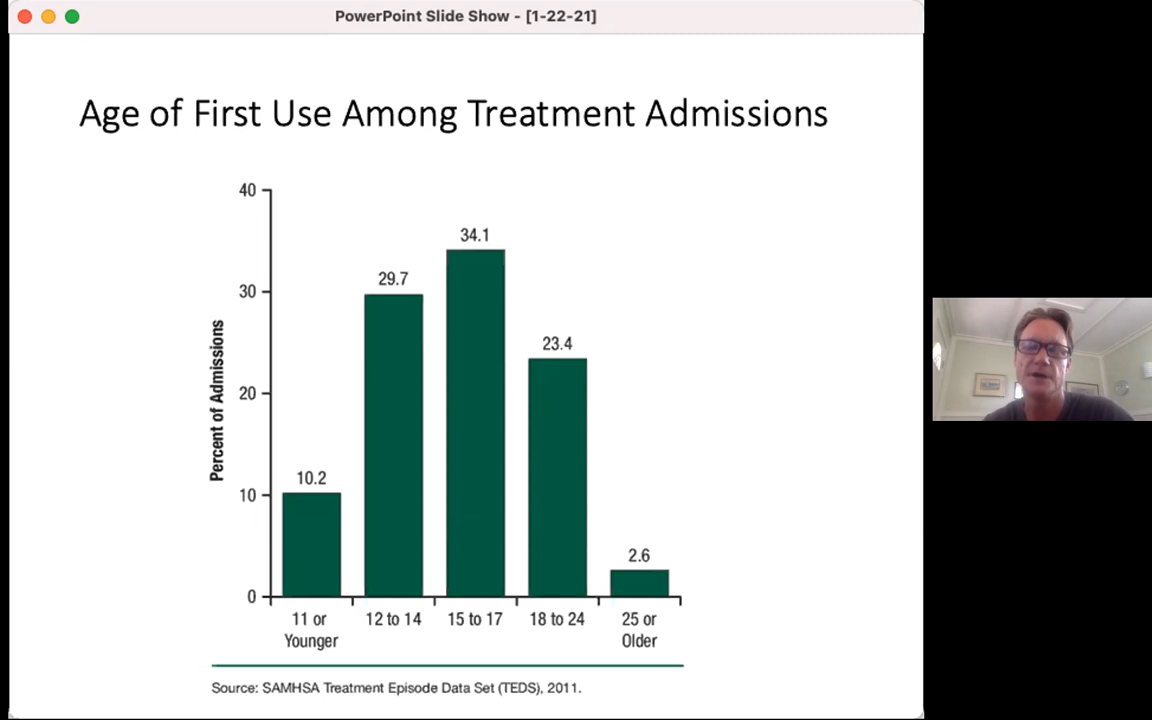 PowerPoint Slide Show - [1-22-21]
Age of First Use Among Treatment Admissions
Percent of Admissions
40
30
20
10
0
10.2
29.7
34.1
23.4
2.6
11 or
Younger
12 to 14
15 to 17
18 to 24
25 or
Older
Source: SAMHSA Treatment Episode Data Set (TEDS), 2011.